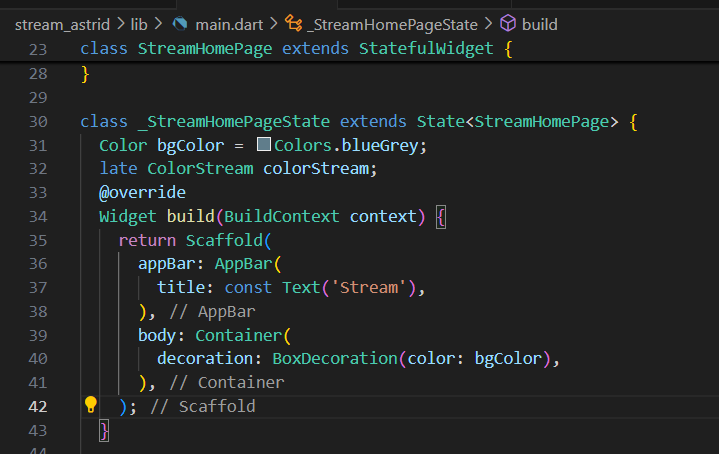 stream_astrid > lib > main.dart > _StreamHomePageState > build
23 class StreamHomePage extends StatefulWidget {
28 }
29
30 class _StreamHomePageState extends State<StreamHomePage> {
31 Color bgColor = Colors.blueGrey;
32 late ColorStream colorStream;
33 @override
34 Widget build(BuildContext context) {
35 return Scaffold(
36 appBar: AppBar(
37 title: const Text('Stream'),
38 ), // AppBar
39 body: Container(
40 decoration: BoxDecoration(color: bgColor),
41 ), // Container
42 ); // Scaffold
43 }
44